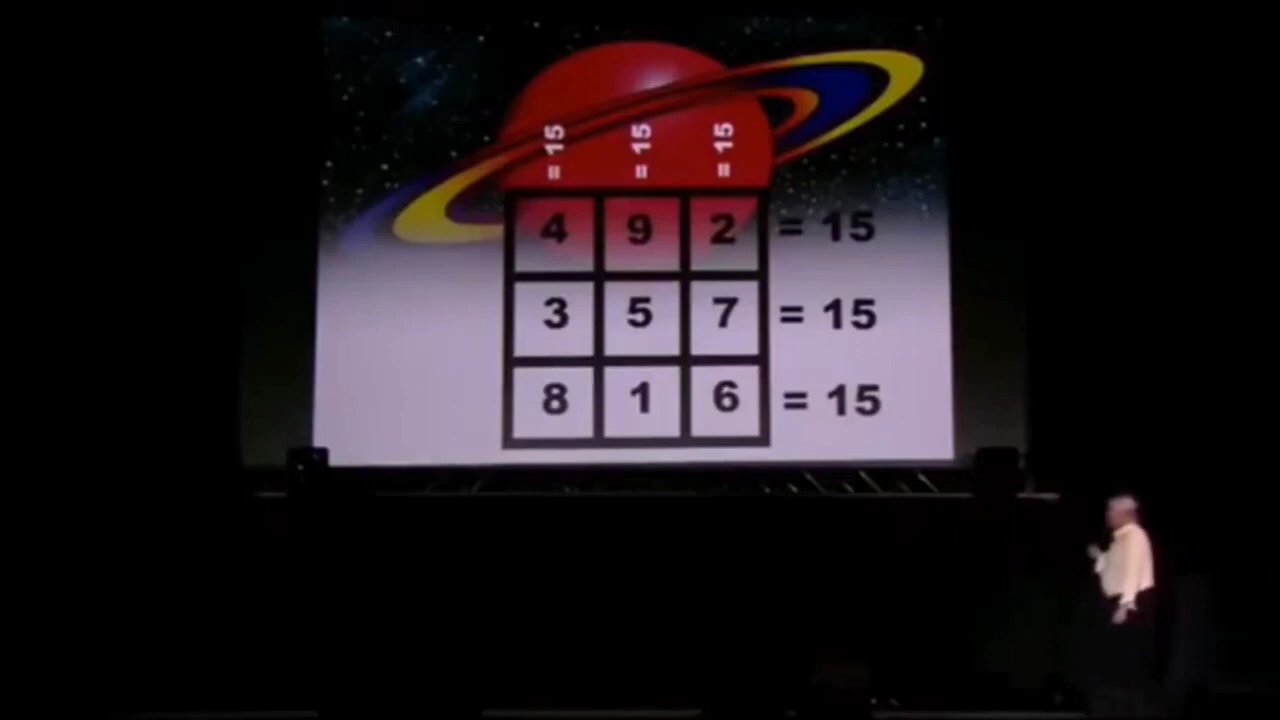 = 15 = 15 = 15
4 9 2 = 15
3 5 7 = 15
8 1 6 = 15